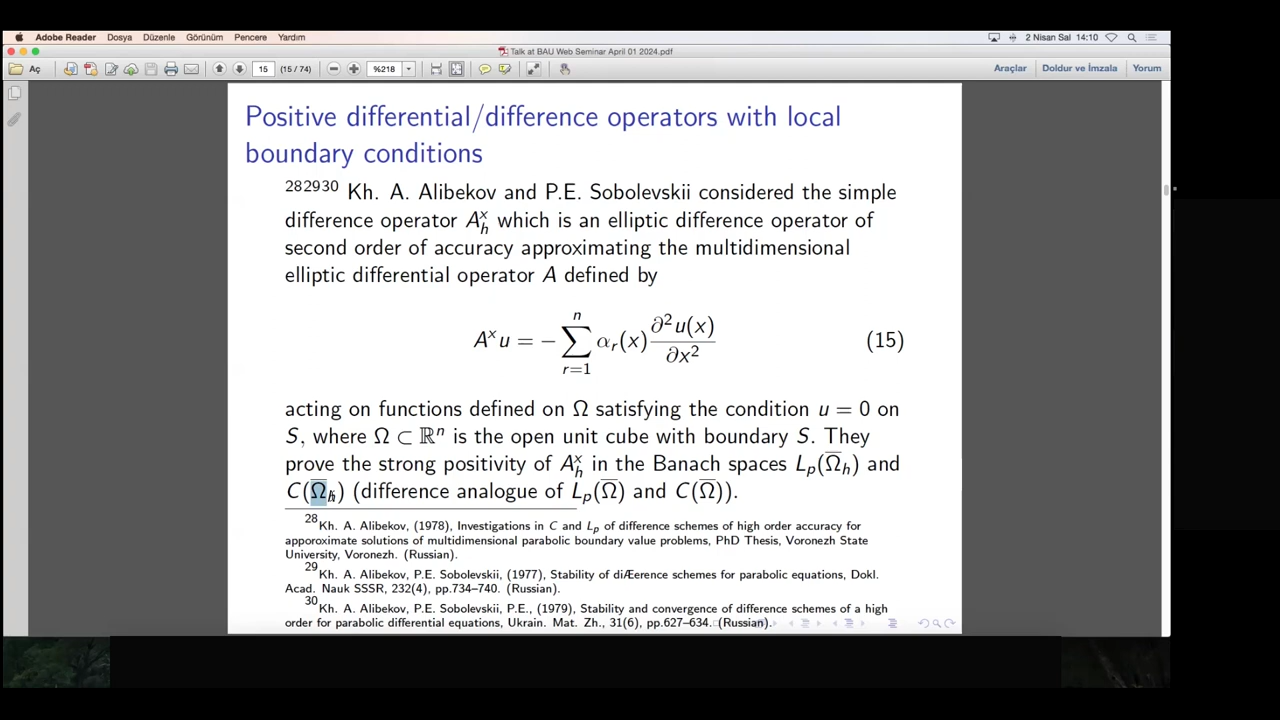 Adobe Reader Dosya Düzenle Görünüm Pencere Yardım 2 Nisan Sal 14:10
Talk at BAU Web Seminar April 01 2024.pdf
Aç 15 (15 / 74) %218 Araçlar Doldur ve İmzala Yorum
Positive differential/difference operators with local
boundary conditions
282930 Kh. A. Alibekov and P.E. Sobolevskii considered the simple
difference operator A_h^x which is an elliptic difference operator of
second order of accuracy approximating the multidimensional
elliptic differential operator A defined by
A^x u = − ∑_{r=1}^{n} α_r(x) ∂²u(x)/∂x² (15)
acting on functions defined on Ω satisfying the condition u = 0 on
S, where Ω ⊂ ℝⁿ is the open unit cube with boundary S. They
prove the strong positivity of A_h^x in the Banach spaces L_p(Ω̅_h) and
C(Ω̅_h) (difference analogue of L_p(Ω̅) and C(Ω̅)).
28 Kh. A. Alibekov, (1978), Investigations in C and L_p of difference schemes of high order accuracy for
apporoximate solutions of multidimensional parabolic boundary value problems, PhD Thesis, Voronezh State
University, Voronezh. (Russian).
29 Kh. A. Alibekov, P.E. Sobolevskii, (1977), Stability of diÆerence schemes for parabolic equations, Dokl.
Acad. Nauk SSSR, 232(4), pp.734–740. (Russian).
30 Kh. A. Alibekov, P.E. Sobolevskii, P.E., (1979), Stability and convergence of difference schemes of a high
order for parabolic differential equations, Ukrain. Mat. Zh., 31(6), pp.627–634. (Russian).